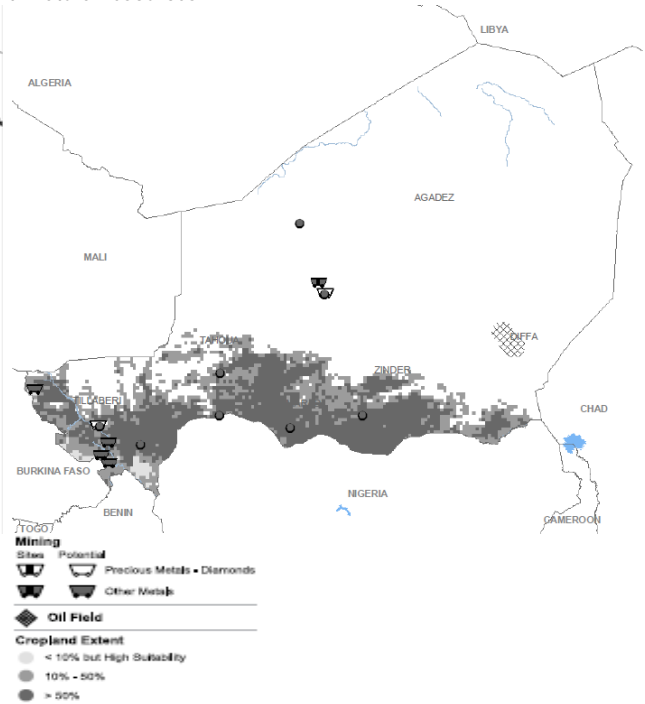 LIBYA
ALGERIA
AGADEZ
MALI
DIFFA
TAHOUA
ZINDER
CHAD
BURKINA FASO
NIGERIA
BENIN
CAMEROON
TOGO
Mining
Sites Potential
Precious Metals - Diamonds
Other Metals
Oil Field
Cropland Extent
< 10% but High Suitability
10% - 50%
> 50%